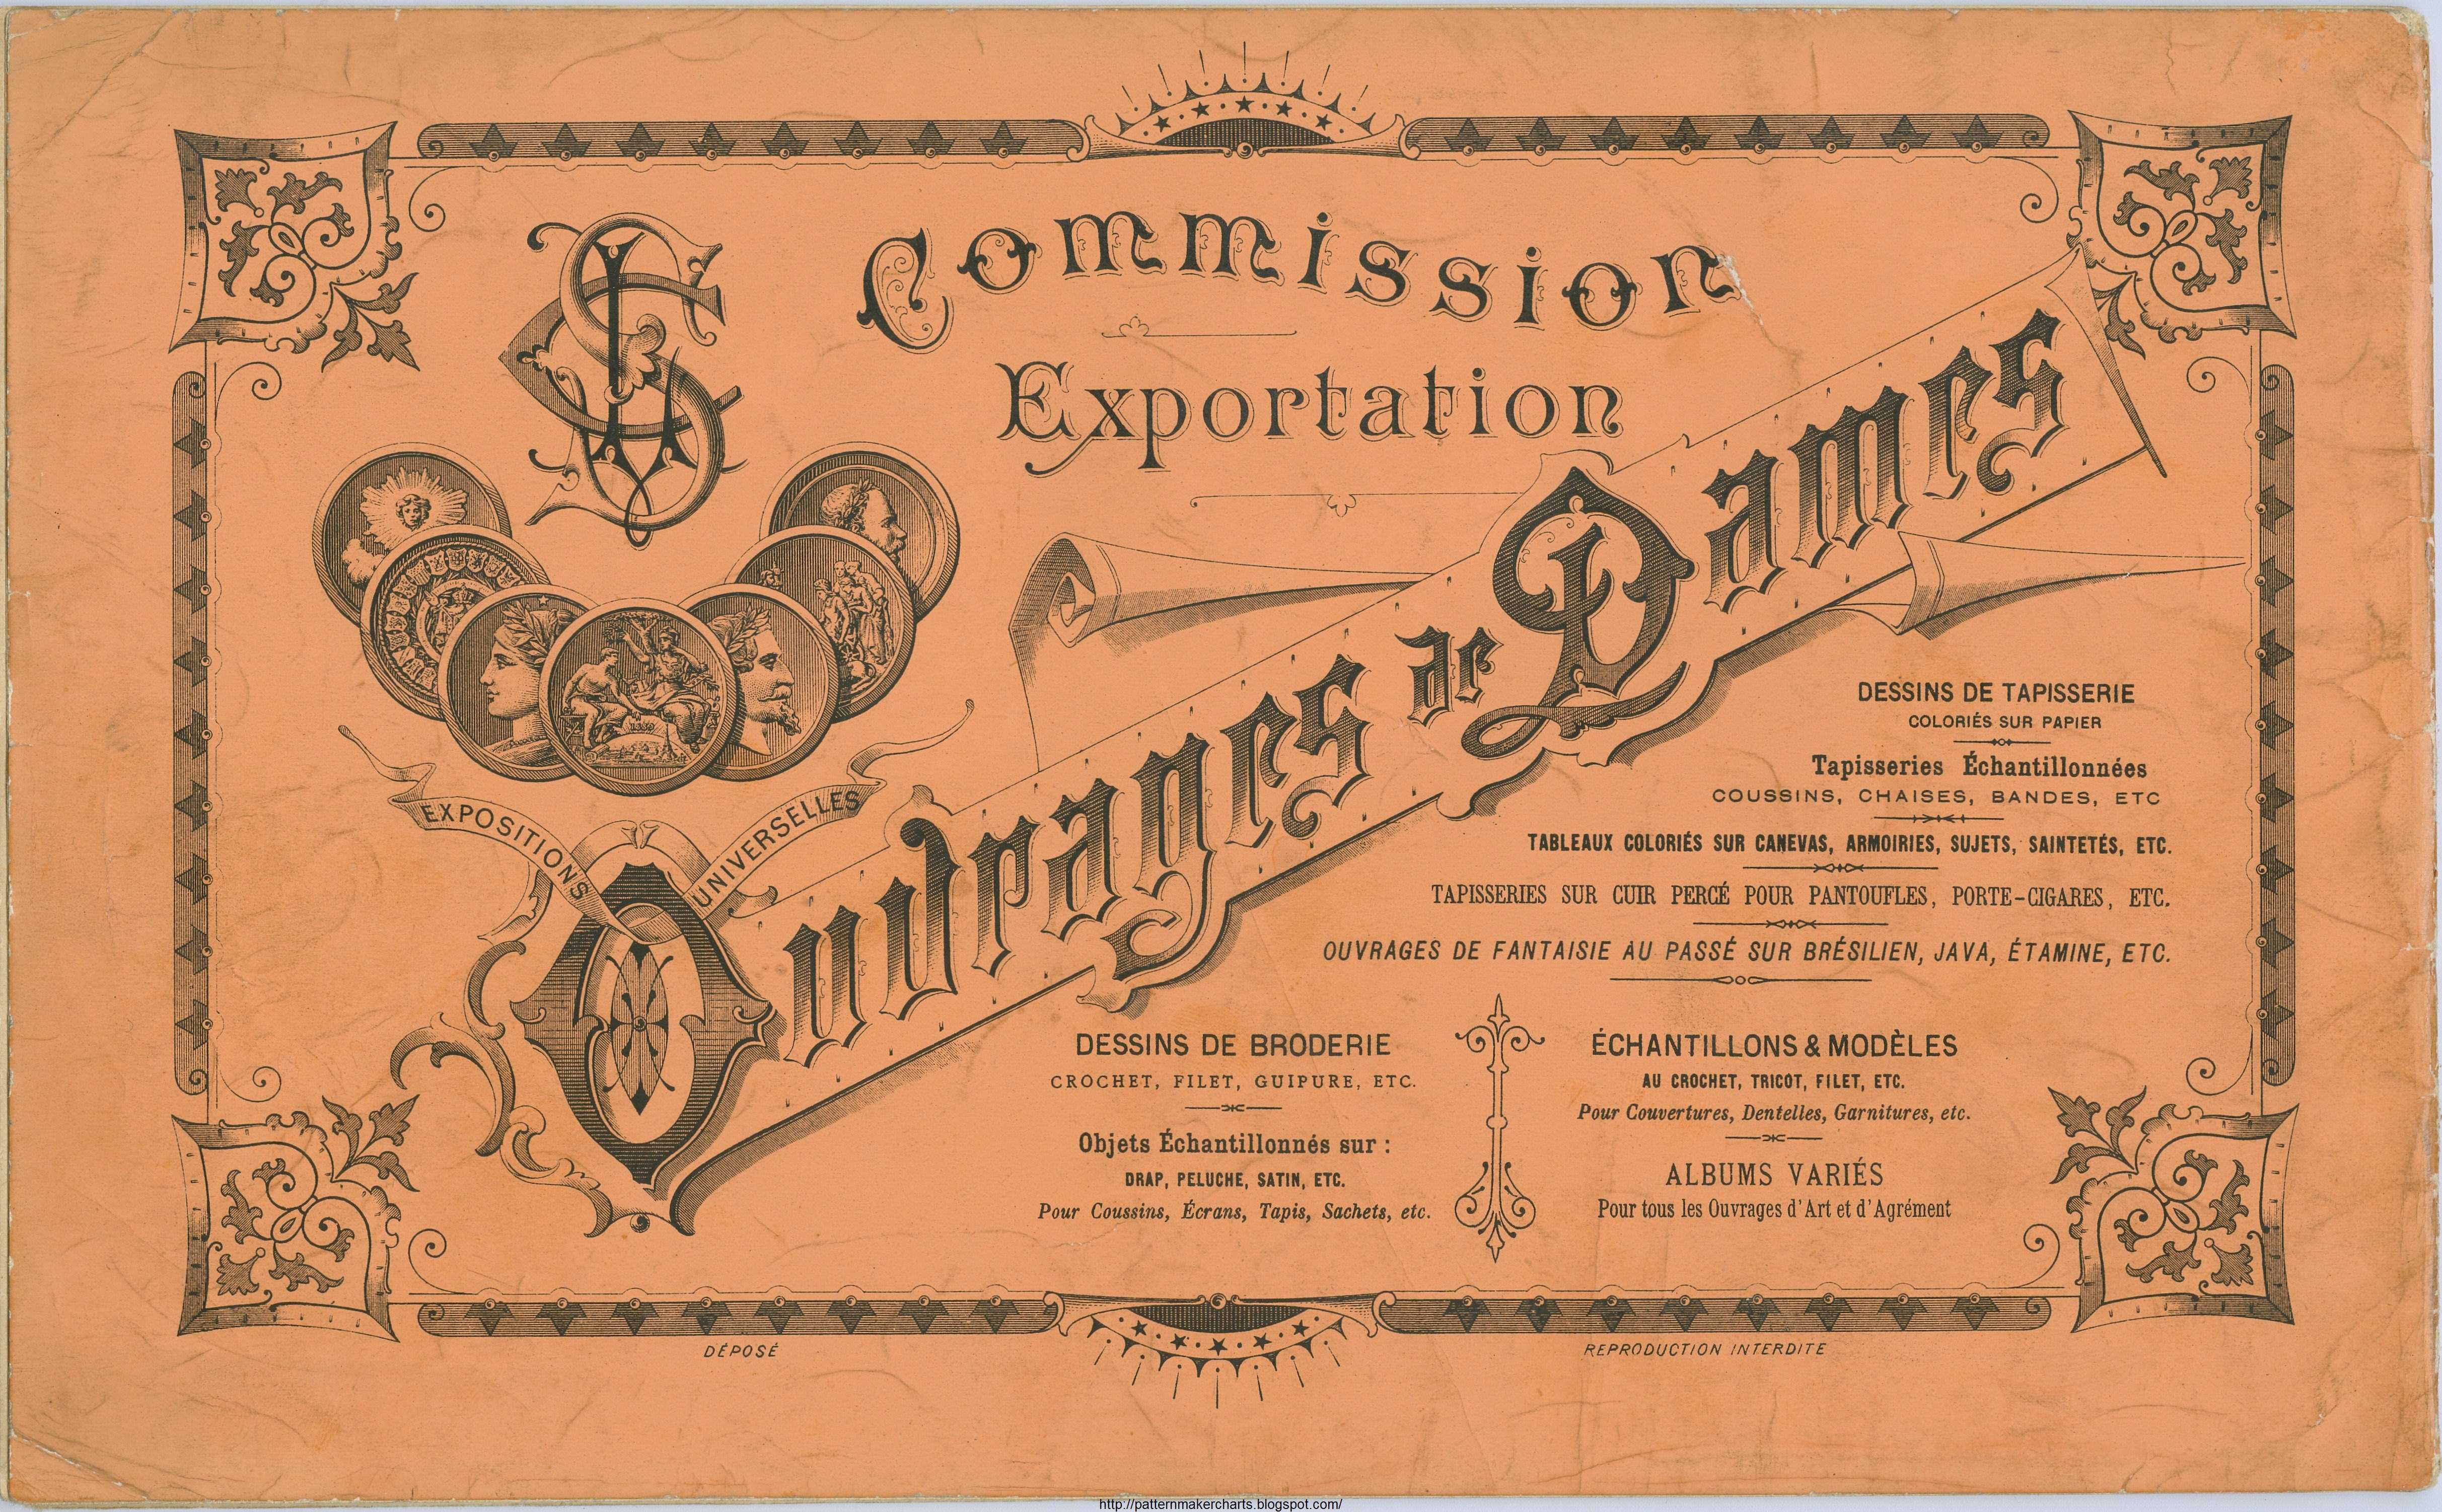 Commission
Exportation
EXPOSITIONS UNIVERSELLES
Ouvrages de Dames
DESSINS DE TAPISSERIE
COLORIÉS SUR PAPIER
Tapisseries Échantillonnées
COUSSINS, CHAISES, BANDES, ETC
TABLEAUX COLORIÉS SUR CANEVAS, ARMOIRIES, SUJETS, SAINTETÉS, ETC.
TAPISSERIES SUR CUIR PERCÉ POUR PANTOUFLES, PORTE-CIGARES, ETC.
OUVRAGES DE FANTAISIE AU PASSÉ SUR BRÉSILIEN, JAVA, ÉTAMINE, ETC.
DESSINS DE BRODERIE
CROCHET, FILET, GUIPURE, ETC.
Objets Échantillonnés sur :
DRAP, PELUCHE, SATIN, ETC.
Pour Coussins, Écrans, Tapis, Sachets, etc.
ÉCHANTILLONS & MODÈLES
AU CROCHET, TRICOT, FILET, ETC.
Pour Couvertures, Dentelles, Garnitures, etc.
ALBUMS VARIÉS
Pour tous les Ouvrages d'Art et d'Agrément
DÉPOSÉ
REPRODUCTION INTERDITE
http://patternmakercharts.blogspot.com/